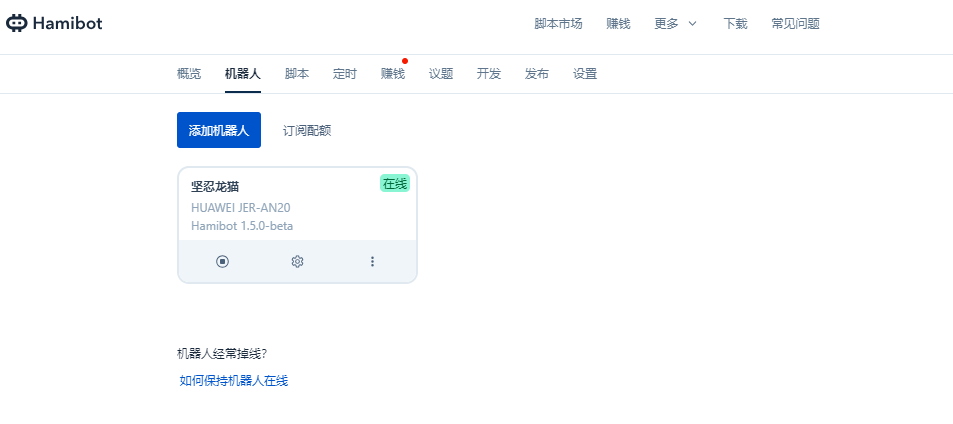 Hamibot 脚本市场 赚钱 更多 下载 常见问题
概览 机器人 脚本 定时 赚钱 议题 开发 发布 设置
添加机器人 订阅配额
坚忍龙猫 在线
HUAWEI JER-AN20
Hamibot 1.5.0-beta
机器人经常掉线?
如何保持机器人在线